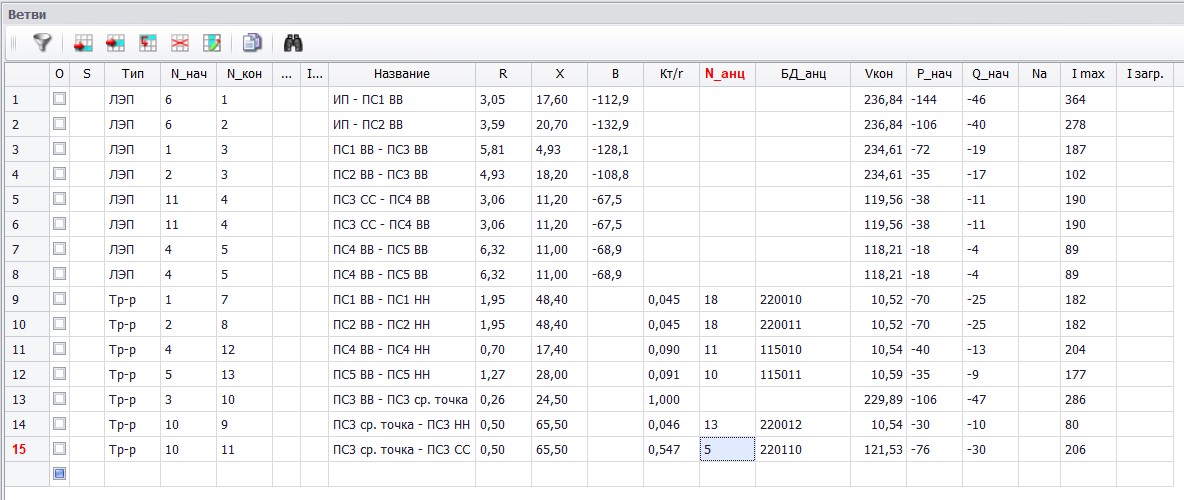 Ветви
O S Тип N_нач N_кон ... I... Название R X B Кт/r N_анц БД_анц Vкон P_нач Q_нач Na I max I загр.
1 ЛЭП 6 1 ИП - ПС1 ВВ 3,05 17,60 -112,9 236,84 -144 -46 364
2 ЛЭП 6 2 ИП - ПС2 ВВ 3,59 20,70 -132,9 236,84 -106 -40 278
3 ЛЭП 1 3 ПС1 ВВ - ПС3 ВВ 5,81 4,93 -128,1 234,61 -72 -19 187
4 ЛЭП 2 3 ПС2 ВВ - ПС3 ВВ 4,93 18,20 -108,8 234,61 -35 -17 102
5 ЛЭП 11 4 ПС3 СС - ПС4 ВВ 3,06 11,20 -67,5 119,56 -38 -11 190
6 ЛЭП 11 4 ПС3 СС - ПС4 ВВ 3,06 11,20 -67,5 119,56 -38 -11 190
7 ЛЭП 4 5 ПС4 ВВ - ПС5 ВВ 6,32 11,00 -68,9 118,21 -18 -4 89
8 ЛЭП 4 5 ПС4 ВВ - ПС5 ВВ 6,32 11,00 -68,9 118,21 -18 -4 89
9 Тр-р 1 7 ПС1 ВВ - ПС1 НН 1,95 48,40 0,045 18 220010 10,52 -70 -25 182
10 Тр-р 2 8 ПС2 ВВ - ПС2 НН 1,95 48,40 0,045 18 220011 10,52 -70 -25 182
11 Тр-р 4 12 ПС4 ВВ - ПС4 НН 0,70 17,40 0,090 11 115010 10,54 -40 -13 204
12 Тр-р 5 13 ПС5 ВВ - ПС5 НН 1,27 28,00 0,091 10 115011 10,59 -35 -9 177
13 Тр-р 3 10 ПС3 ВВ - ПС3 ср. точка 0,26 24,50 1,000 229,89 -106 -47 286
14 Тр-р 10 9 ПС3 ср. точка - ПС3 НН 0,50 65,50 0,046 13 220012 10,54 -30 -10 80
15 Тр-р 10 11 ПС3 ср. точка - ПС3 СС 0,50 65,50 0,547 5 220110 121,53 -76 -30 206